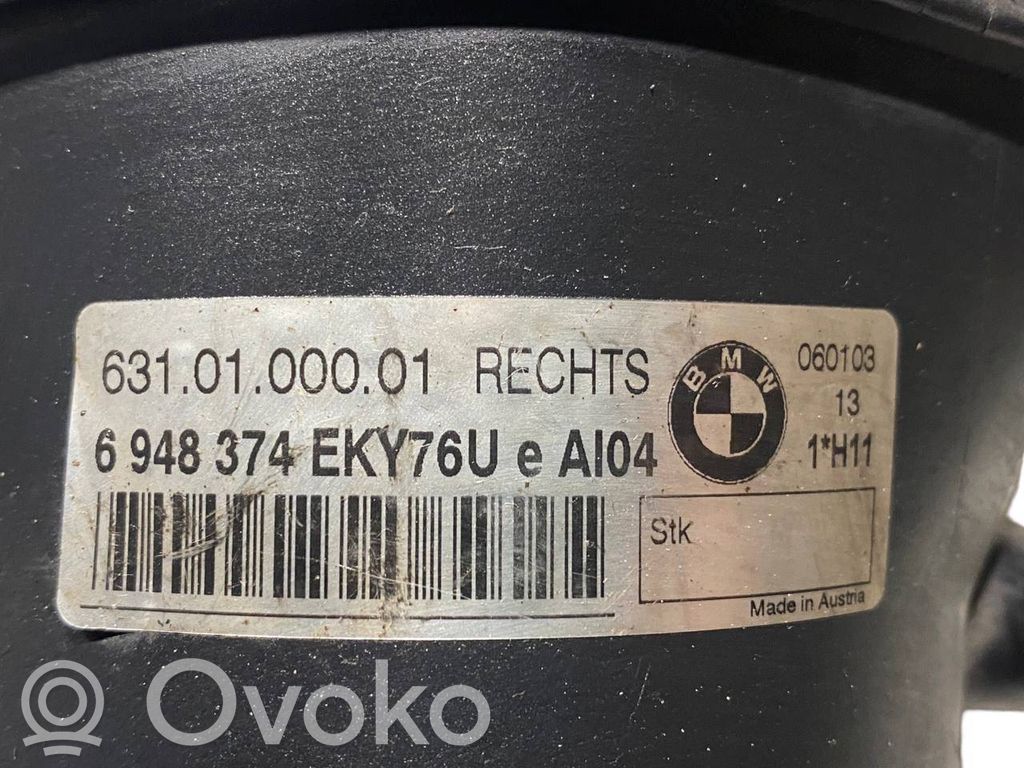 631.01.000.01 RECHTS
6 948 374 EKY76U e AI04
BMW
060103
13
1*H11
Stk
Made in Austria
Ovoko